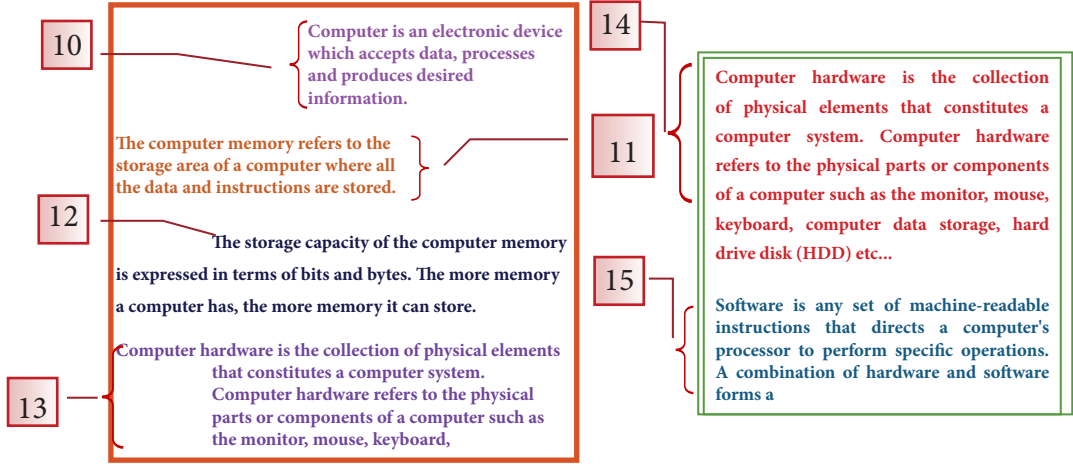 10
Computer is an electronic device
which accepts data, processes
and produces desired
information.
The computer memory refers to the
storage area of a computer where all
the data and instructions are stored.
11
12
The storage capacity of the computer memory
is expressed in terms of bits and bytes. The more memory
a computer has, the more memory it can store.
13
Computer hardware is the collection of physical elements
that constitutes a computer system.
Computer hardware refers to the physical
parts or components of a computer such as
the monitor, mouse, keyboard,
14
Computer hardware is the collection
of physical elements that constitutes a
computer system. Computer hardware
refers to the physical parts or components
of a computer such as the monitor, mouse,
keyboard, computer data storage, hard
drive disk (HDD) etc...
15
Software is any set of machine-readable
instructions that directs a computer's
processor to perform specific operations.
A combination of hardware and software
forms a